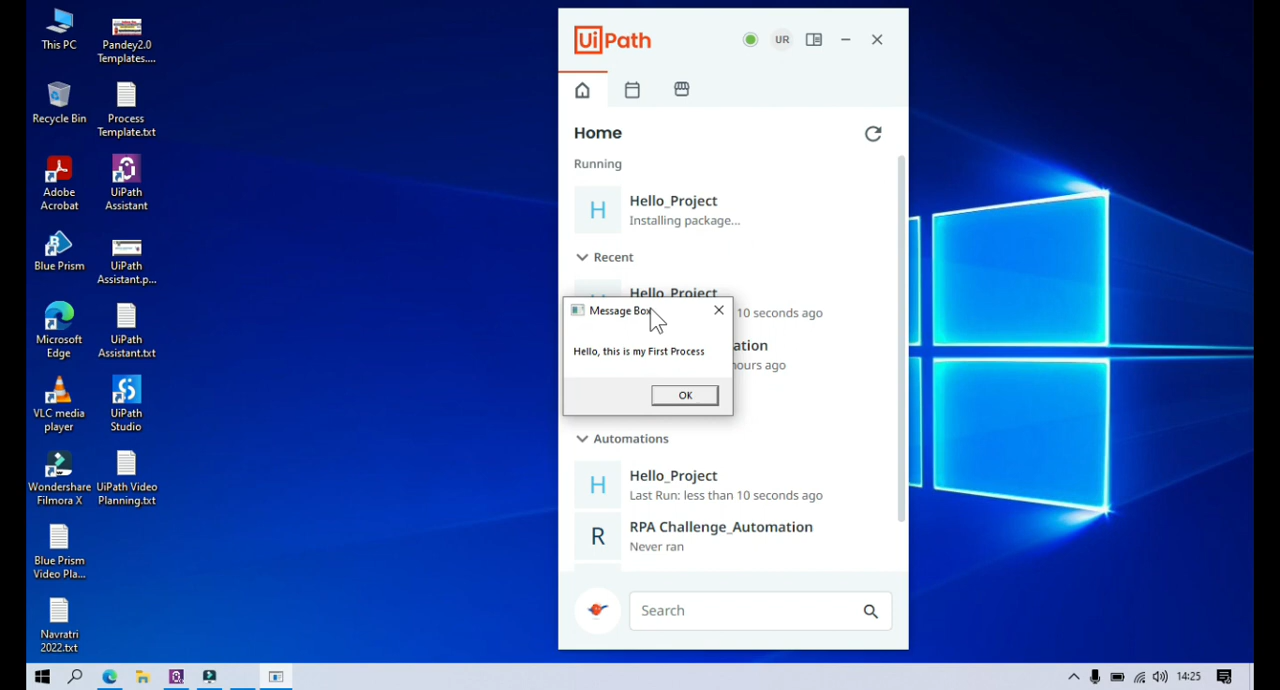 This PC
Pandey2.0
Templates....
Recycle Bin
Process
Template.txt
Adobe
Acrobat
UiPath
Assistant
Blue Prism
UiPath
Assistant.p...
Microsoft
Edge
UiPath
Assistant.txt
VLC media
player
UiPath
Studio
Wondershare
Filmora X
UiPath Video
Planning.txt
Blue Prism
Video Pla...
Navratri
2022.txt
UiPath
UR
Home
Running
H
Hello_Project
Installing package...
Recent
Hello_Project
10 seconds ago
Message Box
Hello, this is my First Process
OK
ation
hours ago
Automations
H
Hello_Project
Last Run: less than 10 seconds ago
R
RPA Challenge_Automation
Never ran
Search
14:25